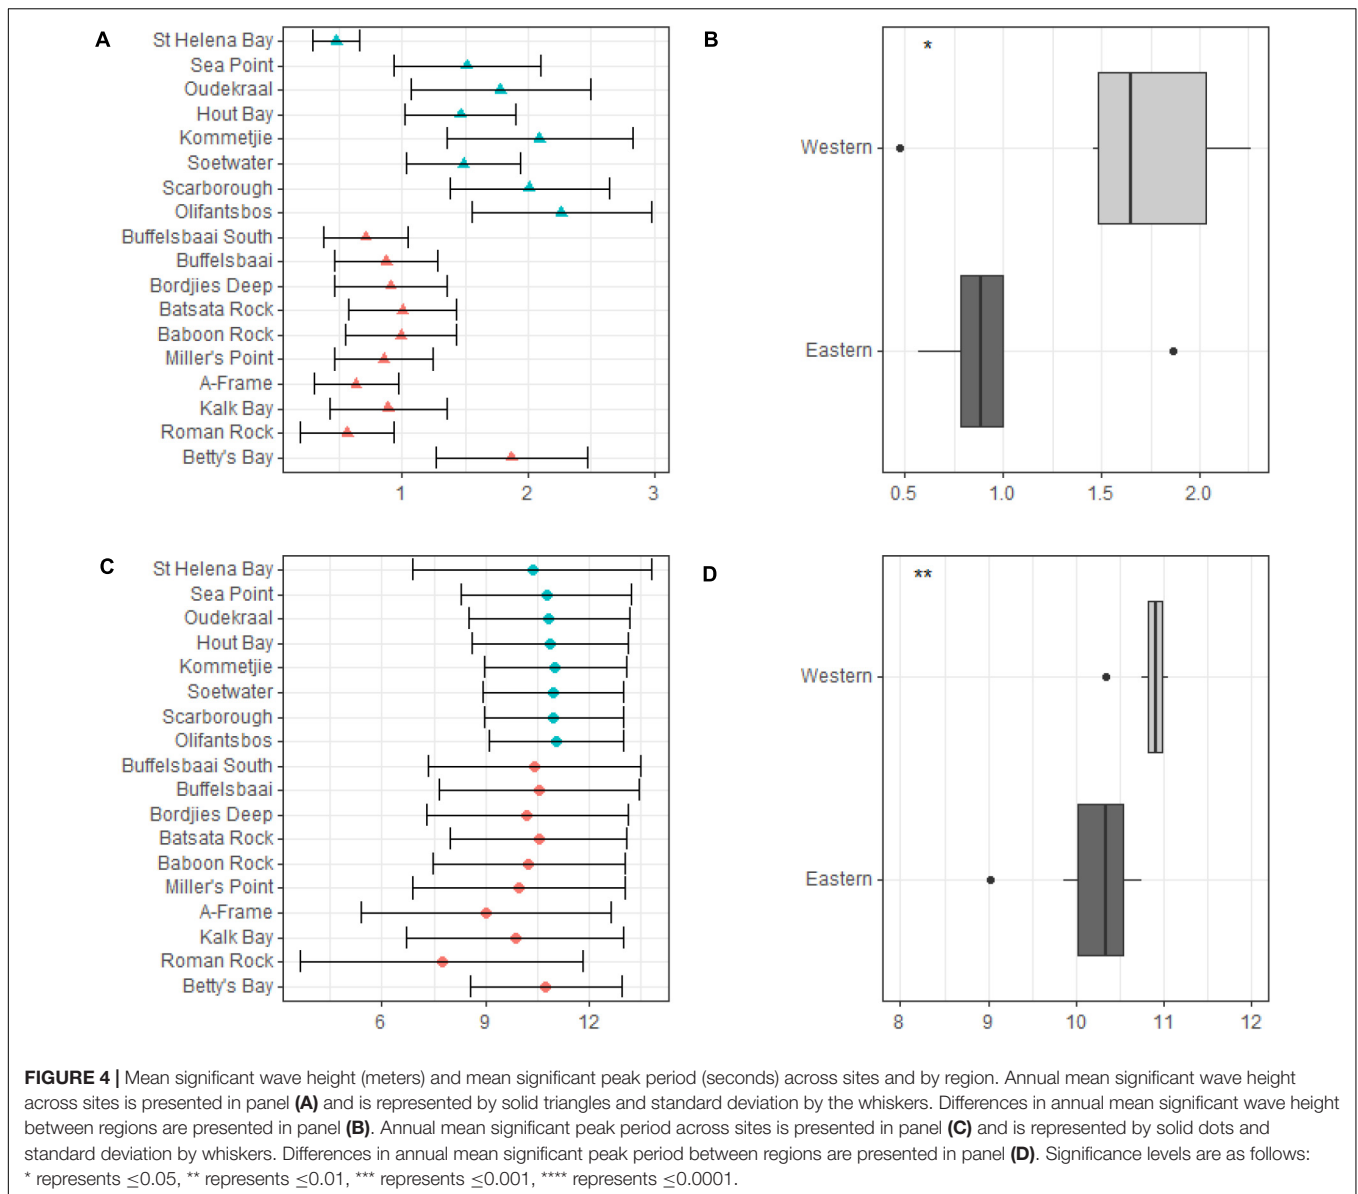 A
St Helena Bay
Sea Point
Oudekraal
Hout Bay
Kommetjie
Soetwater
Scarborough
Olifantsbos
Buffelsbaai South
Buffelsbaai
Bordjies Deep
Batsata Rock
Baboon Rock
Miller's Point
A-Frame
Kalk Bay
Roman Rock
Betty's Bay
1 2 3
B
*
Western
Eastern
0.5 1.0 1.5 2.0
C
St Helena Bay
Sea Point
Oudekraal
Hout Bay
Kommetjie
Soetwater
Scarborough
Olifantsbos
Buffelsbaai South
Buffelsbaai
Bordjies Deep
Batsata Rock
Baboon Rock
Miller's Point
A-Frame
Kalk Bay
Roman Rock
Betty's Bay
6 9 12
D
**
Western
Eastern
8 9 10 11 12
FIGURE 4 | Mean significant wave height (meters) and mean significant peak period (seconds) across sites and by region. Annual mean significant wave height
across sites is presented in panel (A) and is represented by solid triangles and standard deviation by the whiskers. Differences in annual mean significant wave height
between regions are presented in panel (B). Annual mean significant peak period across sites is presented in panel (C) and is represented by solid dots and
standard deviation by whiskers. Differences in annual mean significant peak period between regions are presented in panel (D). Significance levels are as follows:
* represents ≤0.05, ** represents ≤0.01, *** represents ≤0.001, **** represents ≤0.0001.